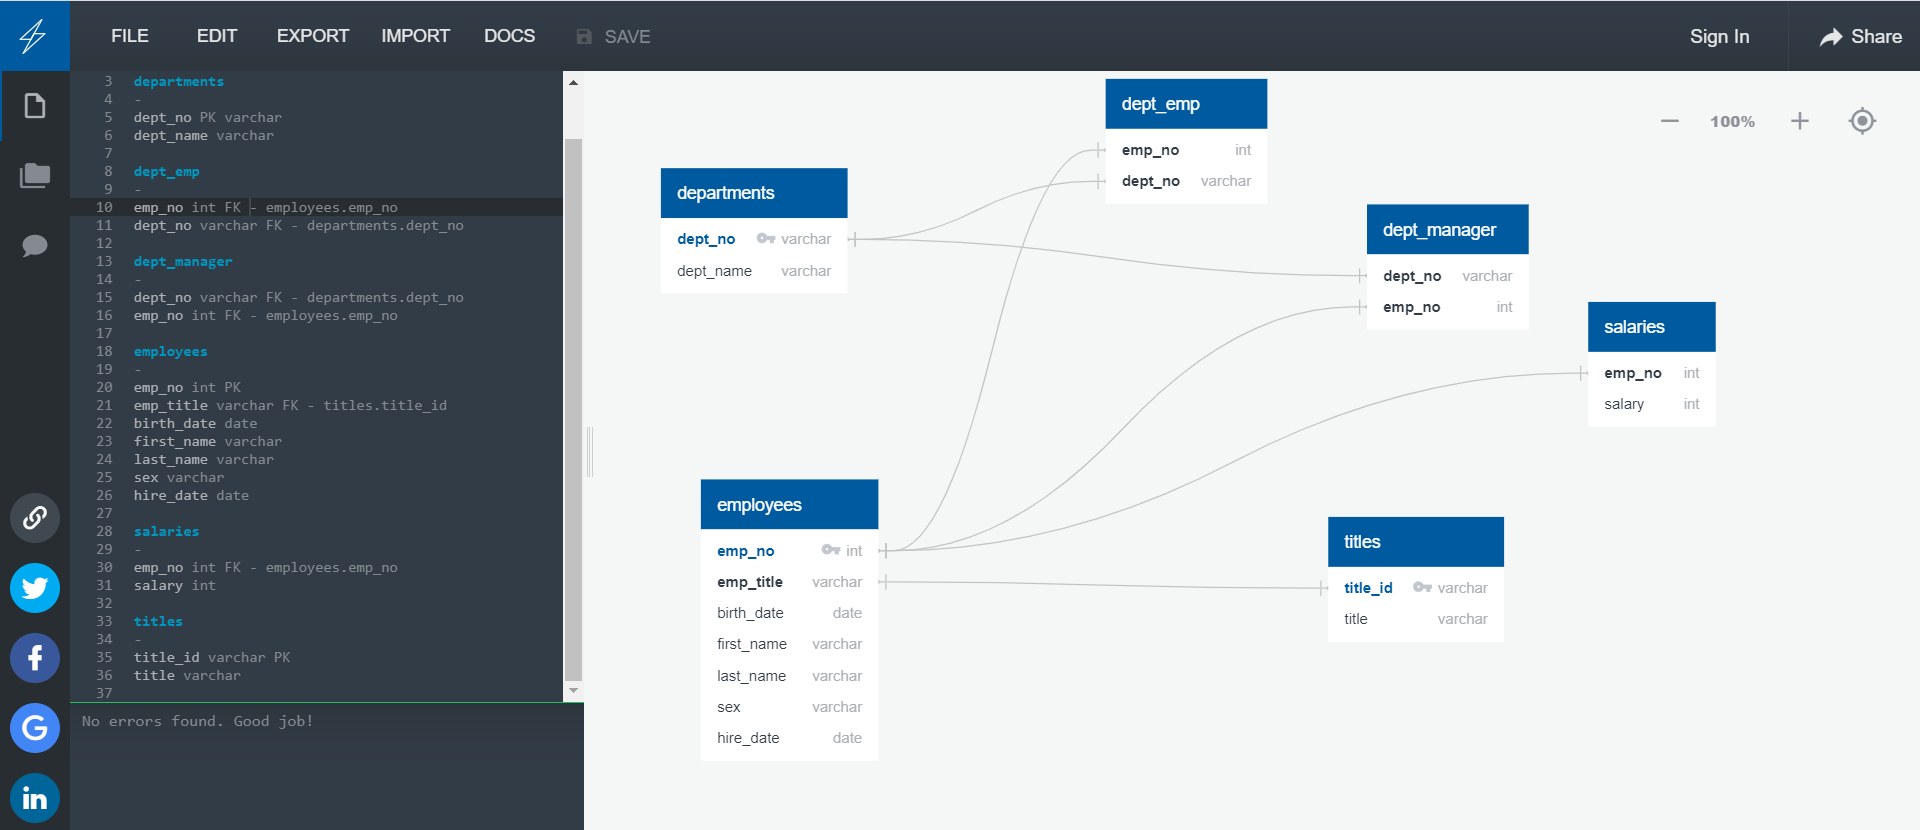 FILE EDIT EXPORT IMPORT DOCS SAVE Sign In Share
3 departments
4 -
5 dept_no PK varchar
6 dept_name varchar
7
8 dept_emp
9 -
10 emp_no int FK - employees.emp_no
11 dept_no varchar FK - departments.dept_no
12
13 dept_manager
14 -
15 dept_no varchar FK - departments.dept_no
16 emp_no int FK - employees.emp_no
17
18 employees
19 -
20 emp_no int PK
21 emp_title varchar FK - titles.title_id
22 birth_date date
23 first_name varchar
24 last_name varchar
25 sex varchar
26 hire_date date
27
28 salaries
29 -
30 emp_no int FK - employees.emp_no
31 salary int
32
33 titles
34 -
35 title_id varchar PK
36 title varchar
37
No errors found. Good job!
100%
dept_emp
emp_no int
dept_no varchar
departments
dept_no varchar
dept_name varchar
dept_manager
dept_no varchar
emp_no int
salaries
emp_no int
salary int
employees
emp_no int
emp_title varchar
birth_date date
first_name varchar
last_name varchar
sex varchar
hire_date date
titles
title_id varchar
title varchar
f
G
in